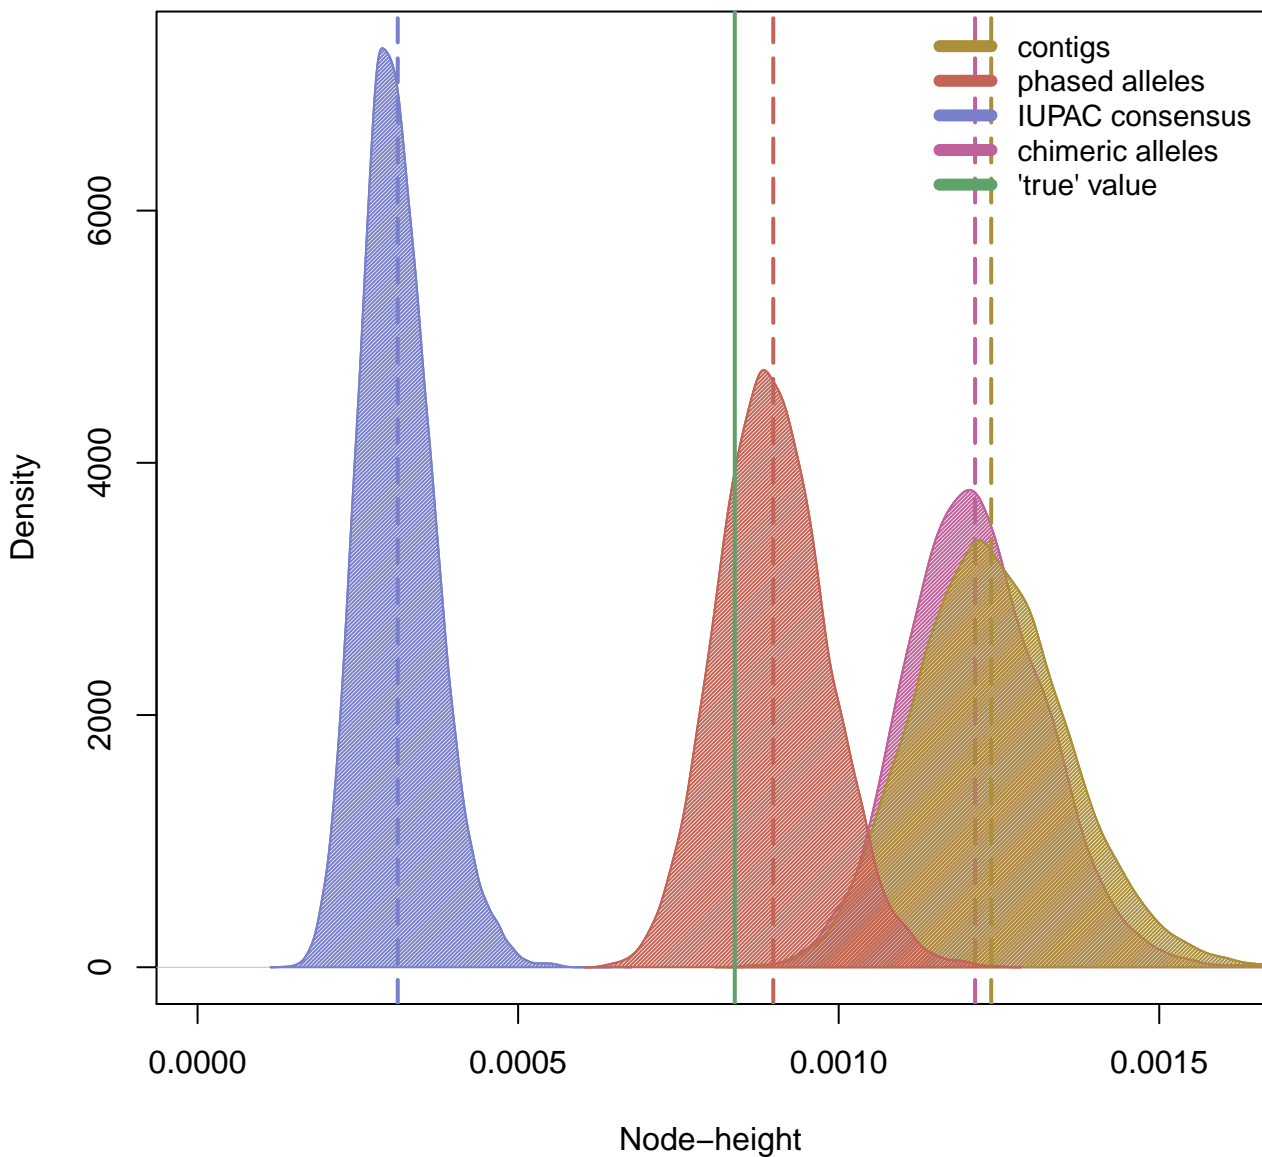 contigs
phased alleles
IUPAC consensus
chimeric alleles
'true' value
6000
4000
2000
0
Density
0.0000 0.0005 0.0010 0.0015
Node−height